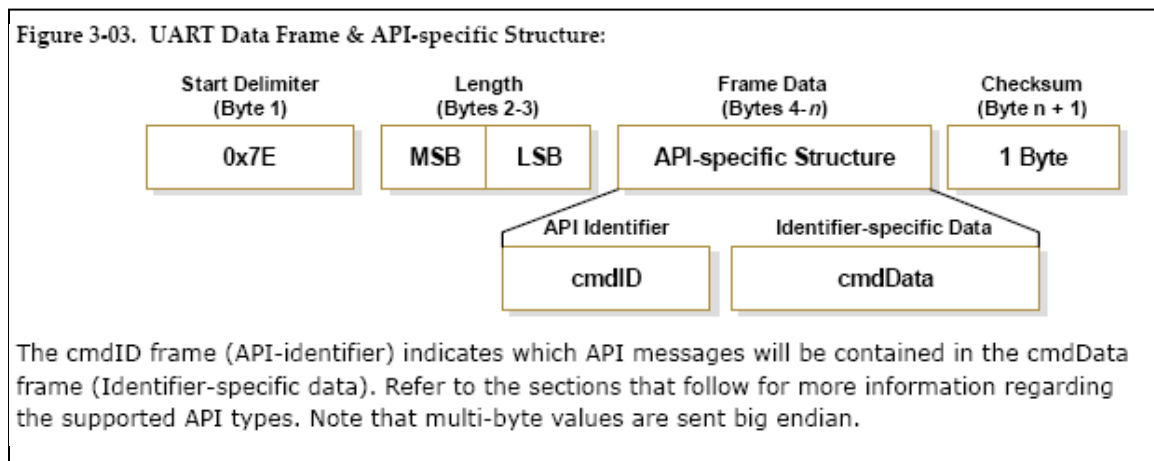 Figure 3-03. UART Data Frame & API-specific Structure:
Start Delimiter
(Byte 1)
Length
(Bytes 2-3)
Frame Data
(Bytes 4-n)
Checksum
(Byte n + 1)
0x7E
MSB
LSB
API-specific Structure
1 Byte
API Identifier
Identifier-specific Data
cmdID
cmdData
The cmdID frame (API-identifier) indicates which API messages will be contained in the cmdData
frame (Identifier-specific data). Refer to the sections that follow for more information regarding
the supported API types. Note that multi-byte values are sent big endian.